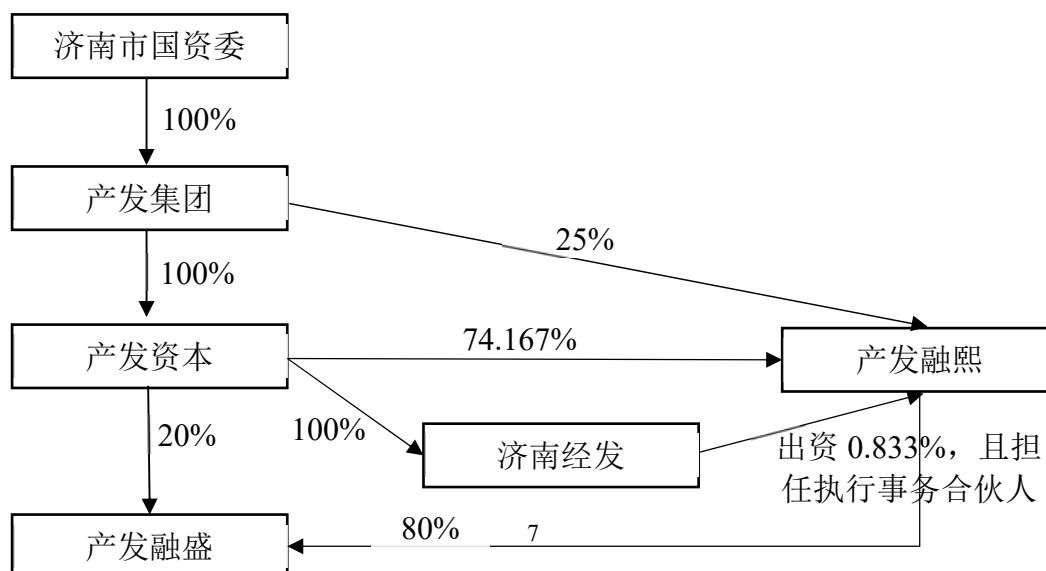 济南市国资委
100%
产发集团
25%
100%
产发资本
74.167%
产发融熙
20%
100%
济南经发
出资 0.833%，且担
任执行事务合伙人
产发融盛
80%
7